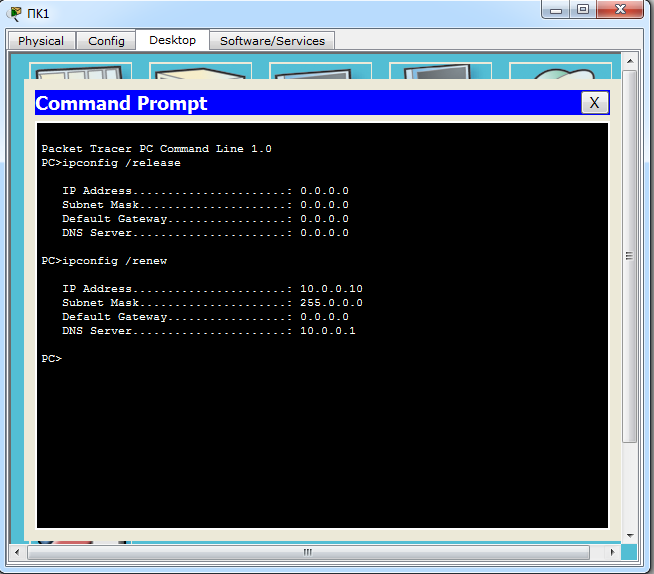 ПК1
Physical Config Desktop Software/Services
Command Prompt X
Packet Tracer PC Command Line 1.0
PC>ipconfig /release
IP Address......................: 0.0.0.0
Subnet Mask.....................: 0.0.0.0
Default Gateway.................: 0.0.0.0
DNS Server......................: 0.0.0.0
PC>ipconfig /renew
IP Address......................: 10.0.0.10
Subnet Mask.....................: 255.0.0.0
Default Gateway.................: 0.0.0.0
DNS Server......................: 10.0.0.1
PC>